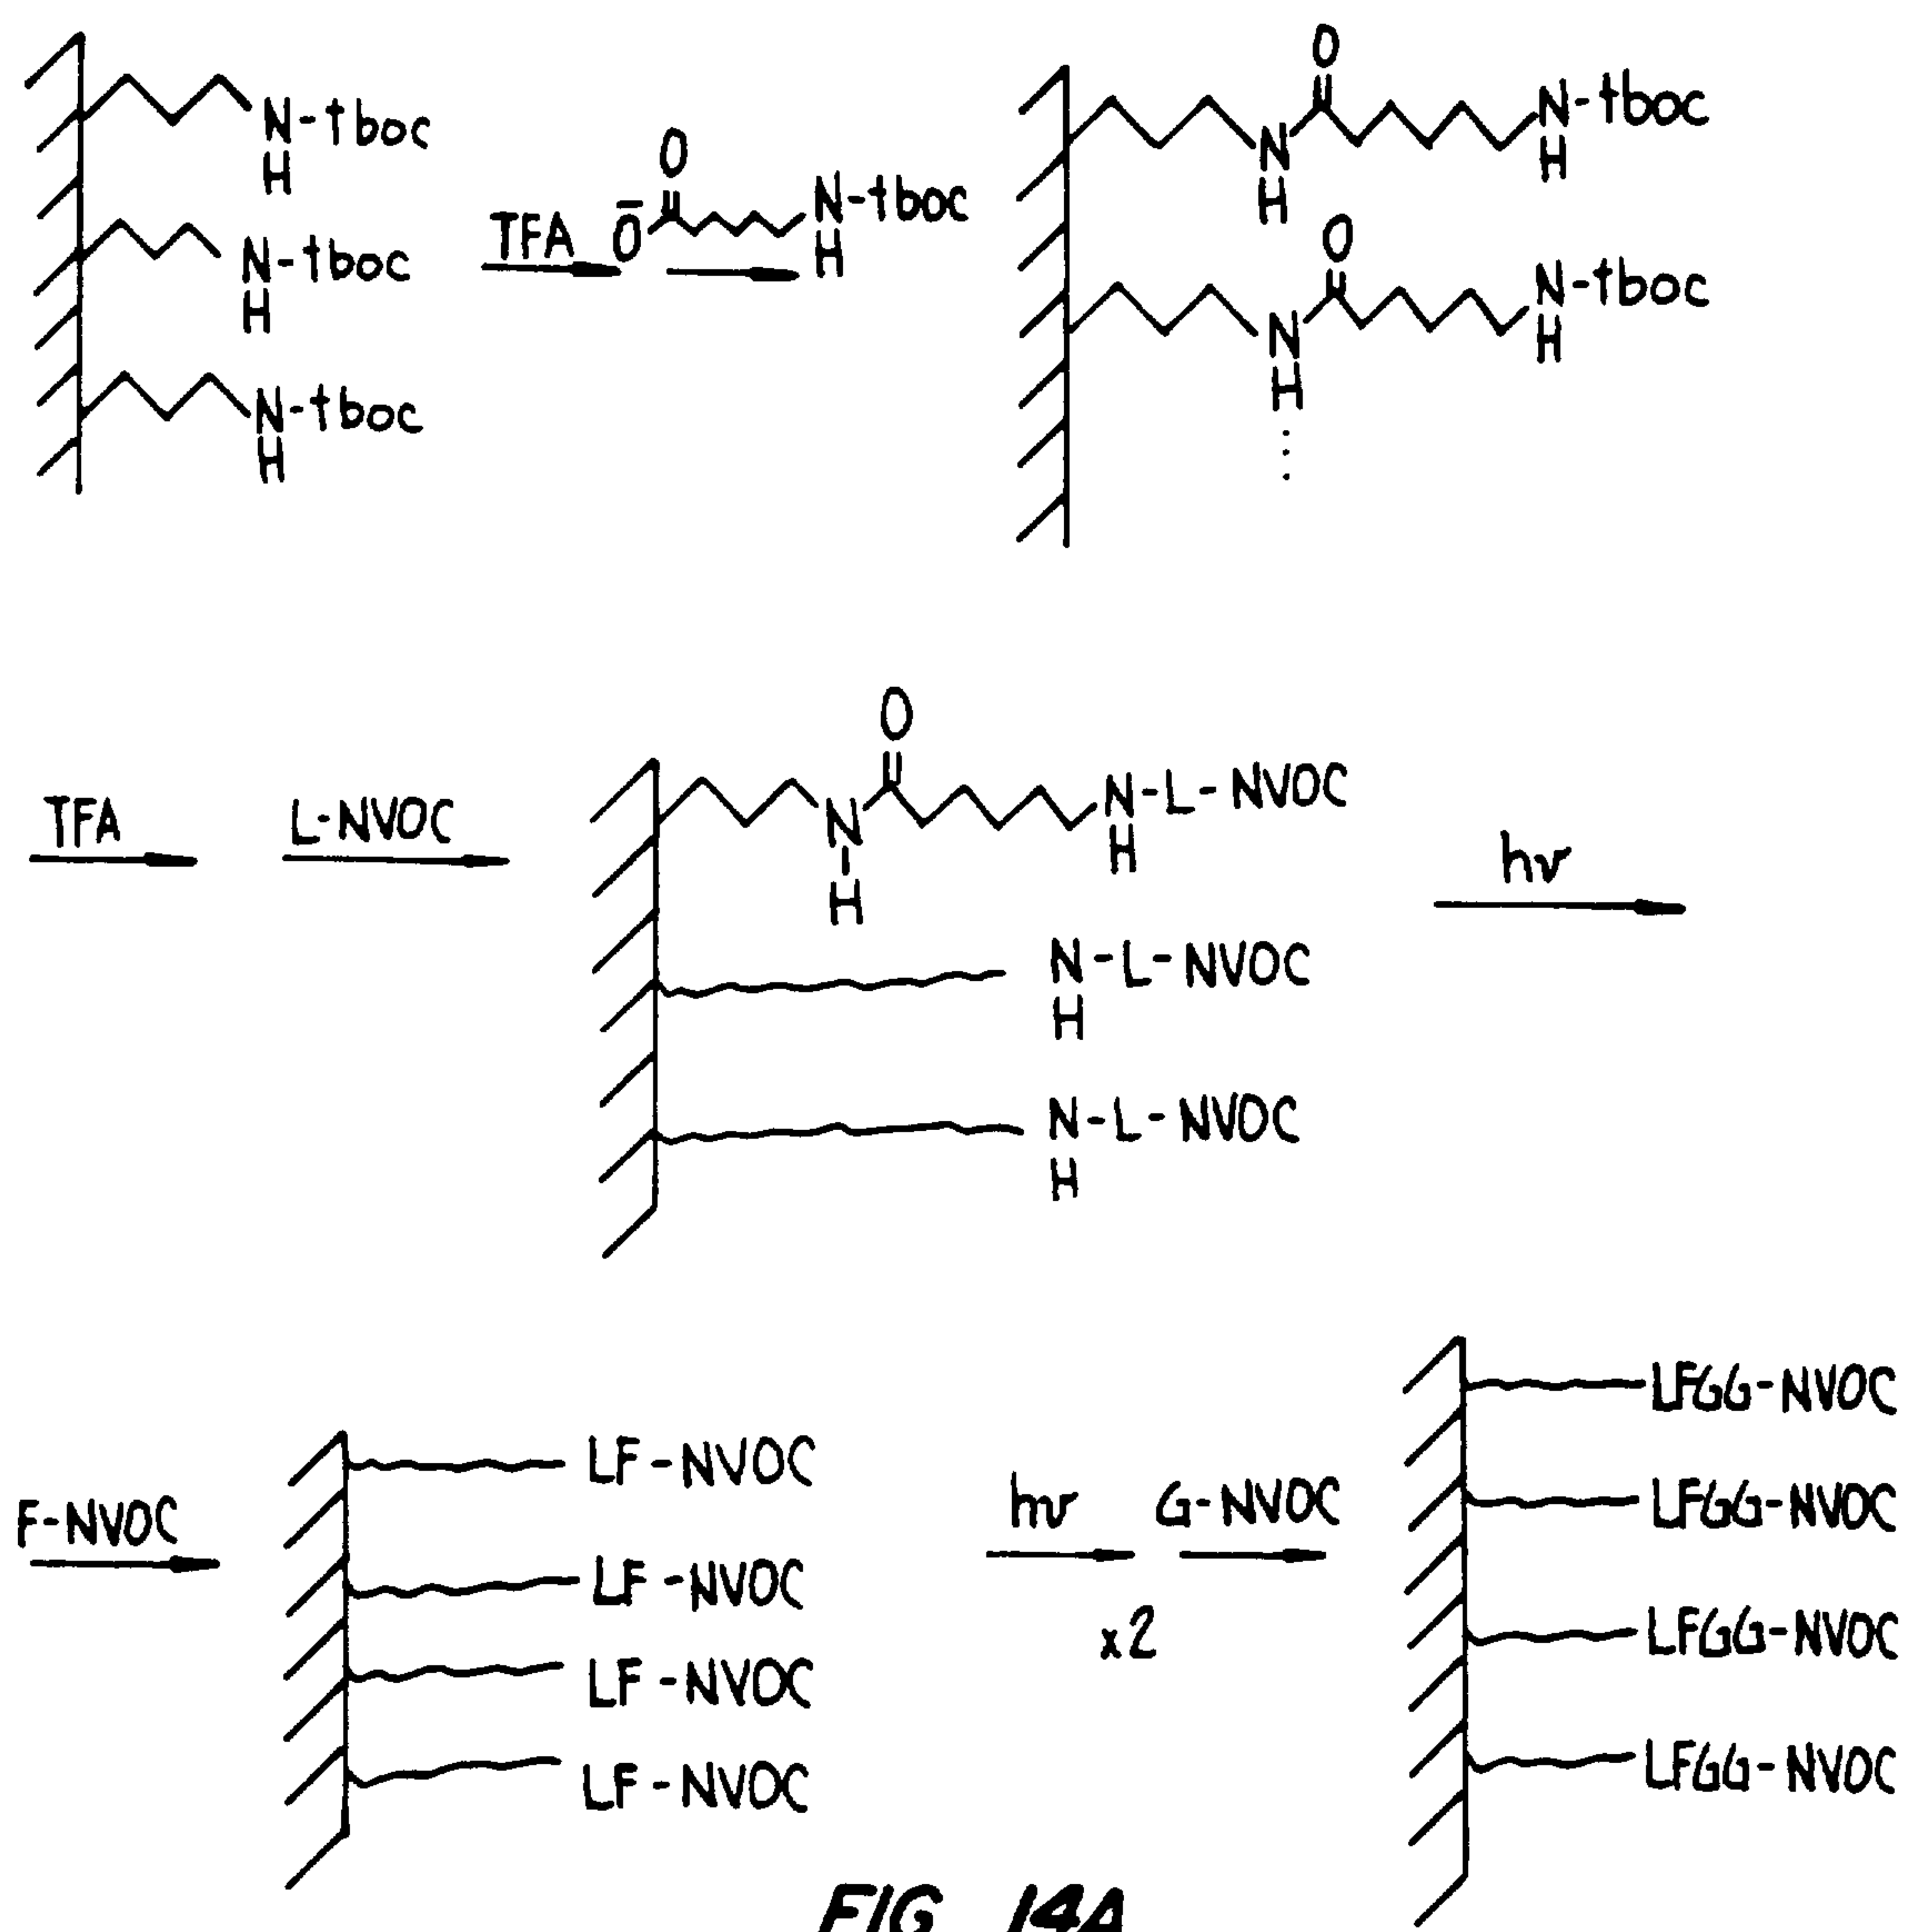 N-tboc
H
N-tboc
H
N-tboc
H
TFA
O
O
N-tboc
H
O
N
H
N-tboc
H
O
N
H
N-tboc
H
TFA
L-NVOC
O
N
H
N-L-NVOC
H
N-L-NVOC
H
N-L-NVOC
H
hν
F-NVOC
LF-NVOC
LF-NVOC
LF-NVOC
LF-NVOC
hν
G-NVOC
x2
LFGG-NVOC
LFGG-NVOC
LFGG-NVOC
LFGG-NVOC
FIG. 14A